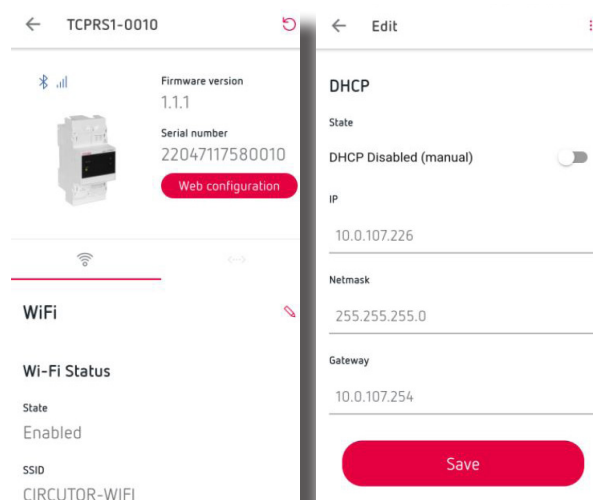 TCPRS1-0010
Firmware version
1.1.1
Serial number
22047117580010
Web configuration
WiFi
Wi-Fi Status
State
Enabled
SSID
CIRCUTOR-WIFI
Edit
DHCP
State
DHCP Disabled (manual)
IP
10.0.107.226
Netmask
255.255.255.0
Gateway
10.0.107.254
Save